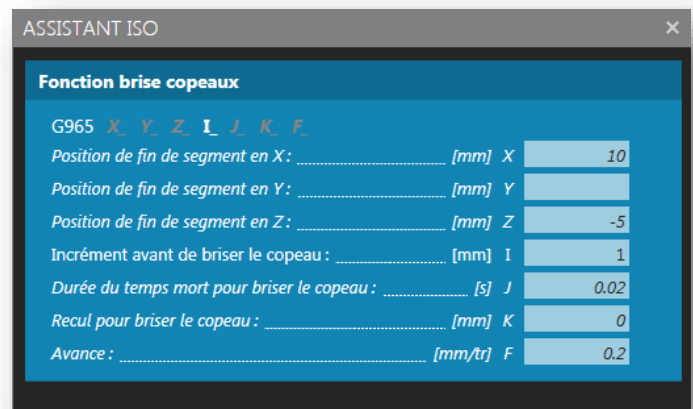 ASSISTANT ISO ×
Fonction brise copeaux
G965 X_ Y_ Z_ I_ J_ K_ F_
Position de fin de segment en X : [mm] X 10
Position de fin de segment en Y : [mm] Y
Position de fin de segment en Z : [mm] Z -5
Incrément avant de briser le copeau : [mm] I 1
Durée du temps mort pour briser le copeau : [s] J 0.02
Recul pour briser le copeau : [mm] K 0
Avance : [mm/tr] F 0.2